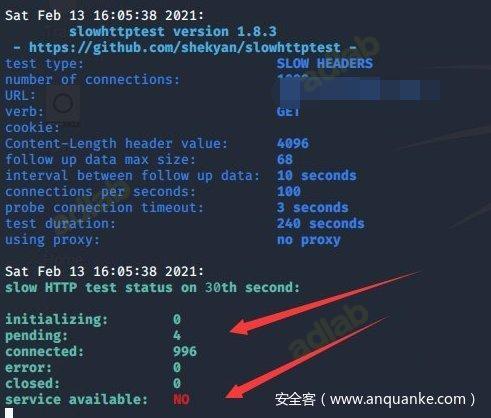 Sat Feb 13 16:05:38 2021:
slowhttptest version 1.8.3
- https://github.com/shekyan/slowhttptest -
test type: SLOW HEADERS
number of connections:
URL:
verb: GET
cookie:
Content-Length header value: 4096
follow up data max size: 68
interval between follow up data: 10 seconds
connections per seconds: 100
probe connection timeout: 3 seconds
test duration: 240 seconds
using proxy: no proxy
Sat Feb 13 16:05:38 2021:
slow HTTP test status on 30th second:
initializing: 0
pending: 4
connected: 996
error: 0
closed: 0
service available: NO
adlab
adlab
adlab
安全客（www.anquanke.com）